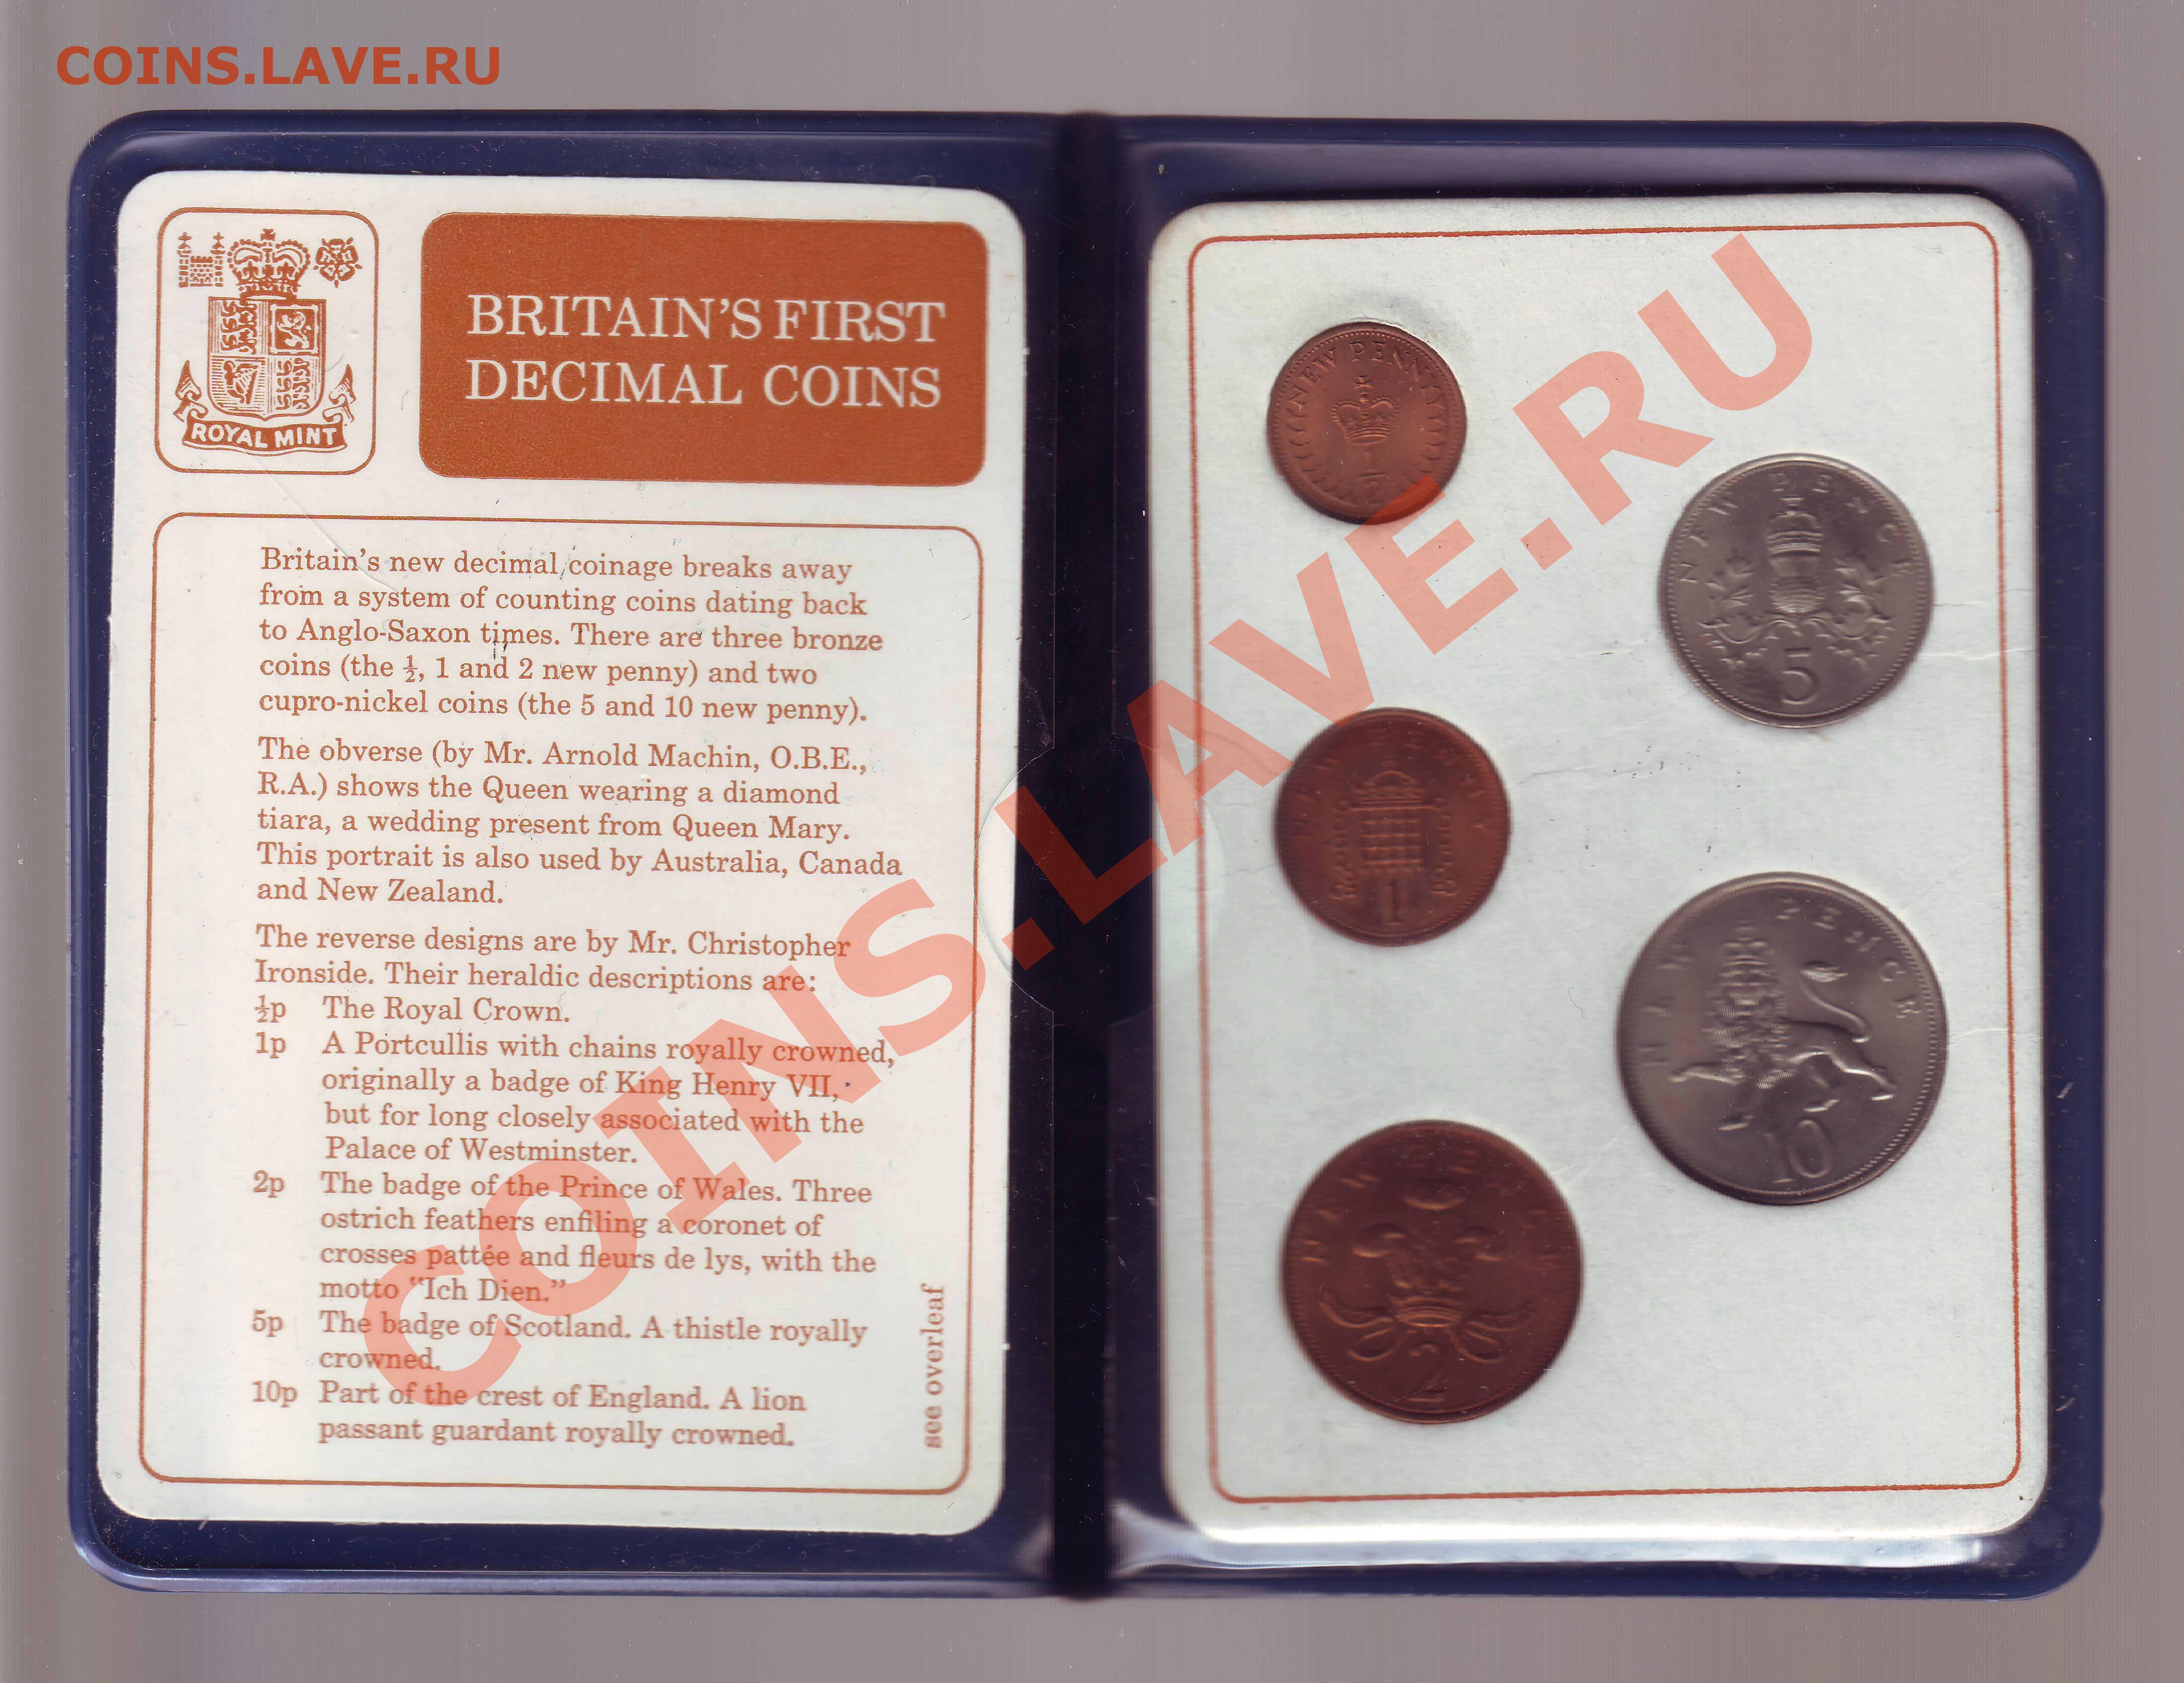 COINS.LAVE.RU
ROYAL MINT
BRITAIN'S FIRST
DECIMAL COINS
Britain's new decimal coinage breaks away
from a system of counting coins dating back
to Anglo-Saxon times. There are three bronze
coins (the ½, 1 and 2 new penny) and two
cupro-nickel coins (the 5 and 10 new penny).
The obverse (by Mr. Arnold Machin, O.B.E.,
R.A.) shows the Queen wearing a diamond
tiara, a wedding present from Queen Mary.
This portrait is also used by Australia, Canada
and New Zealand.
The reverse designs are by Mr. Christopher
Ironside. Their heraldic descriptions are:
½p The Royal Crown.
1p A Portcullis with chains royally crowned,
originally a badge of King Henry VII,
but for long closely associated with the
Palace of Westminster.
2p The badge of the Prince of Wales. Three
ostrich feathers enfiling a coronet of
crosses pattée and fleurs de lys, with the
motto "Ich Dien."
5p The badge of Scotland. A thistle royally
crowned.
10p Part of the crest of England. A lion
passant guardant royally crowned.
see overleaf
NEW PENNY
1/2
NEW PENCE
5
NEW PENNY
1
NEW PENCE
10
NEW PENCE
2
COINS.LAVE.RU